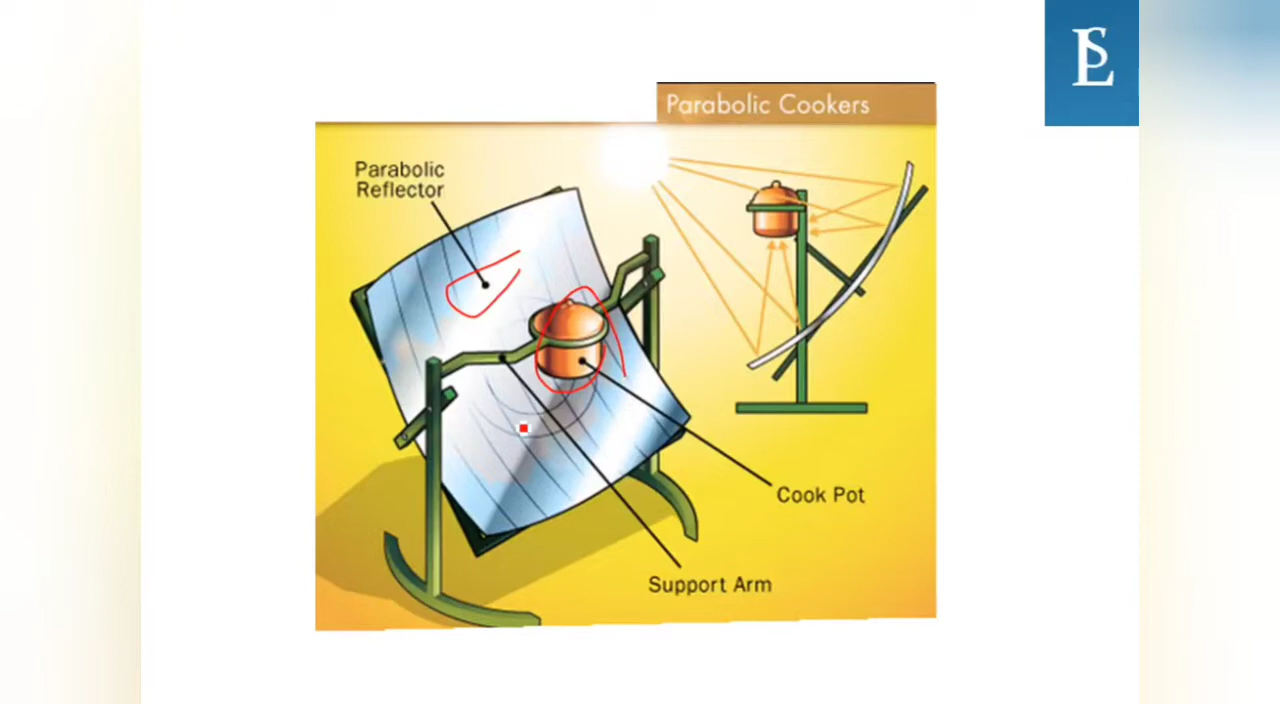 Parabolic Cookers
Parabolic
Reflector
Cook Pot
Support Arm